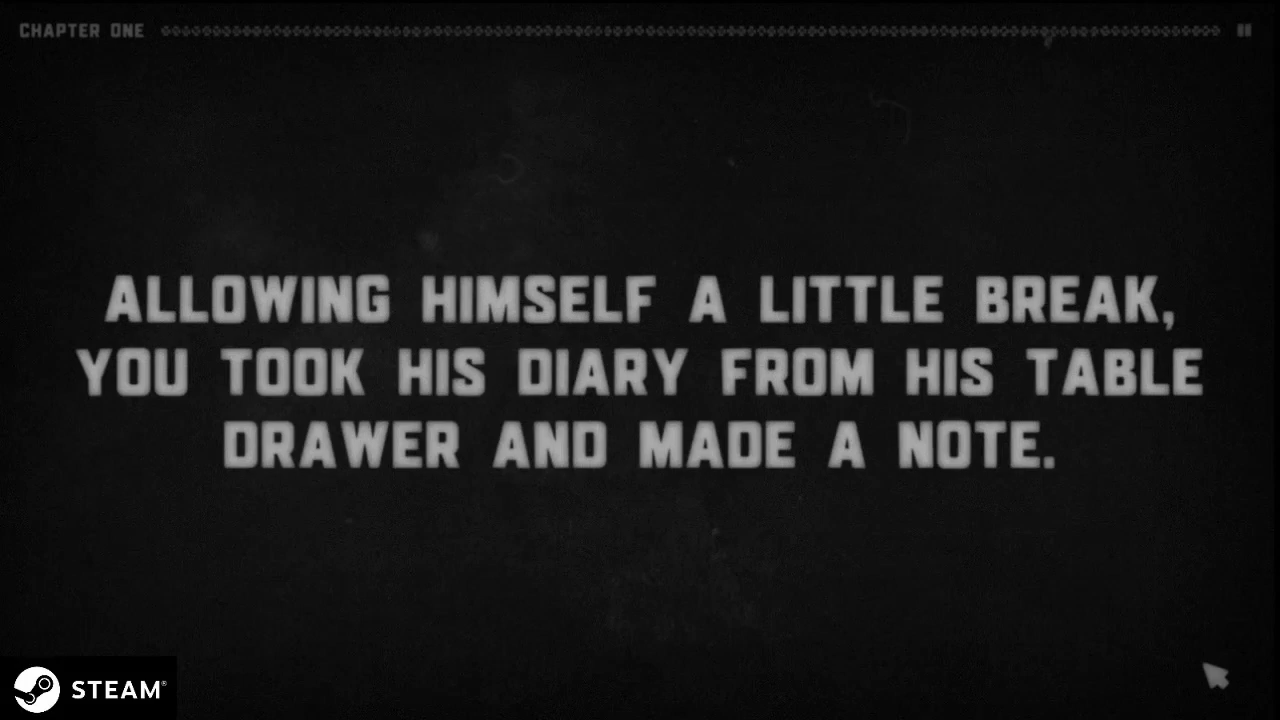 CHAPTER ONE
ALLOWING HIMSELF A LITTLE BREAK,
YOU TOOK HIS DIARY FROM HIS TABLE
DRAWER AND MADE A NOTE.
STEAM®